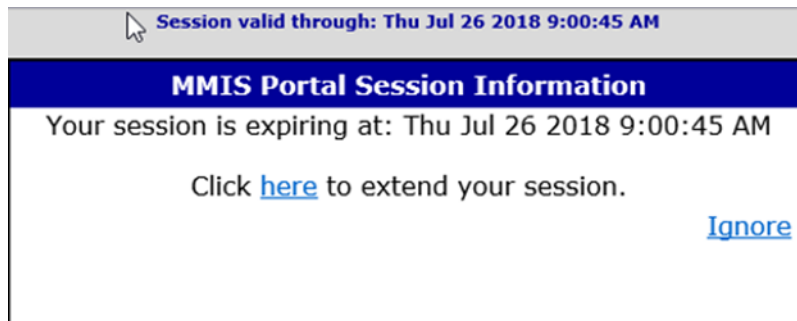 Session valid through: Thu Jul 26 2018 9:00:45 AM
MMIS Portal Session Information
Your session is expiring at: Thu Jul 26 2018 9:00:45 AM
Click here to extend your session.
Ignore